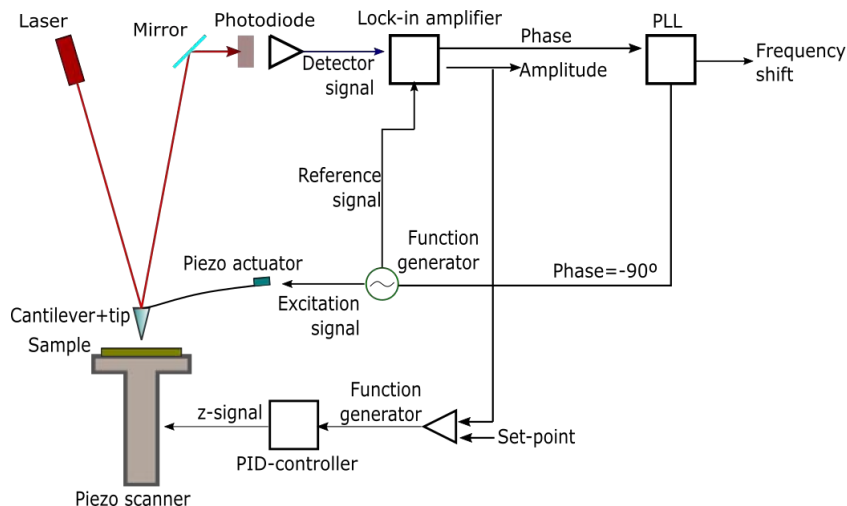 Laser
Mirror
Photodiode
Lock-in amplifier
PLL
Phase
Amplitude
Frequency
shift
Detector
signal
Reference
signal
Function
generator
Piezo actuator
Excitation
signal
Phase=-90º
Cantilever+tip
Sample
z-signal
Function
generator
Set-point
PID-controller
Piezo scanner